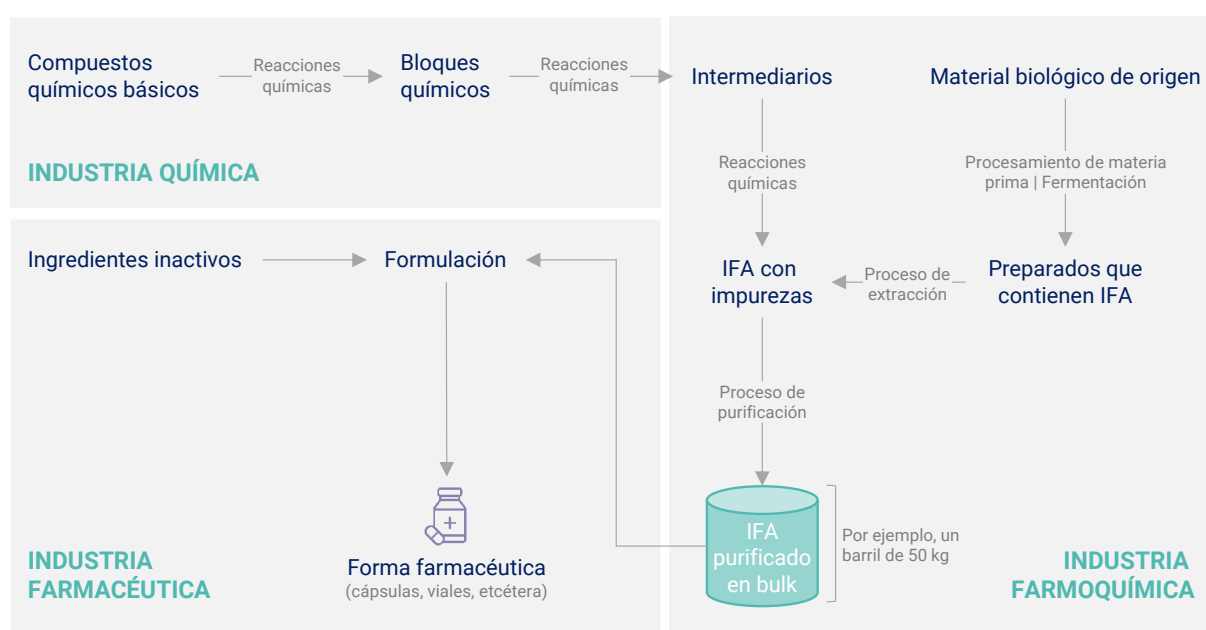 Compuestos
químicos básicos
Reacciones
químicas
Bloques
químicos
Reacciones
químicas
INDUSTRIA QUÍMICA
Intermediarios
Material biológico de origen
Reacciones
químicas
Procesamiento de materia
prima | Fermentación
IFA con
impurezas
Proceso de
extracción
Preparados que
contienen IFA
Proceso de
purificación
IFA
purificado
en bulk
Por ejemplo, un
barril de 50 kg
INDUSTRIA
FARMOQUÍMICA
Ingredientes inactivos
Formulación
Forma farmacéutica
(cápsulas, viales, etcétera)
INDUSTRIA
FARMACÉUTICA